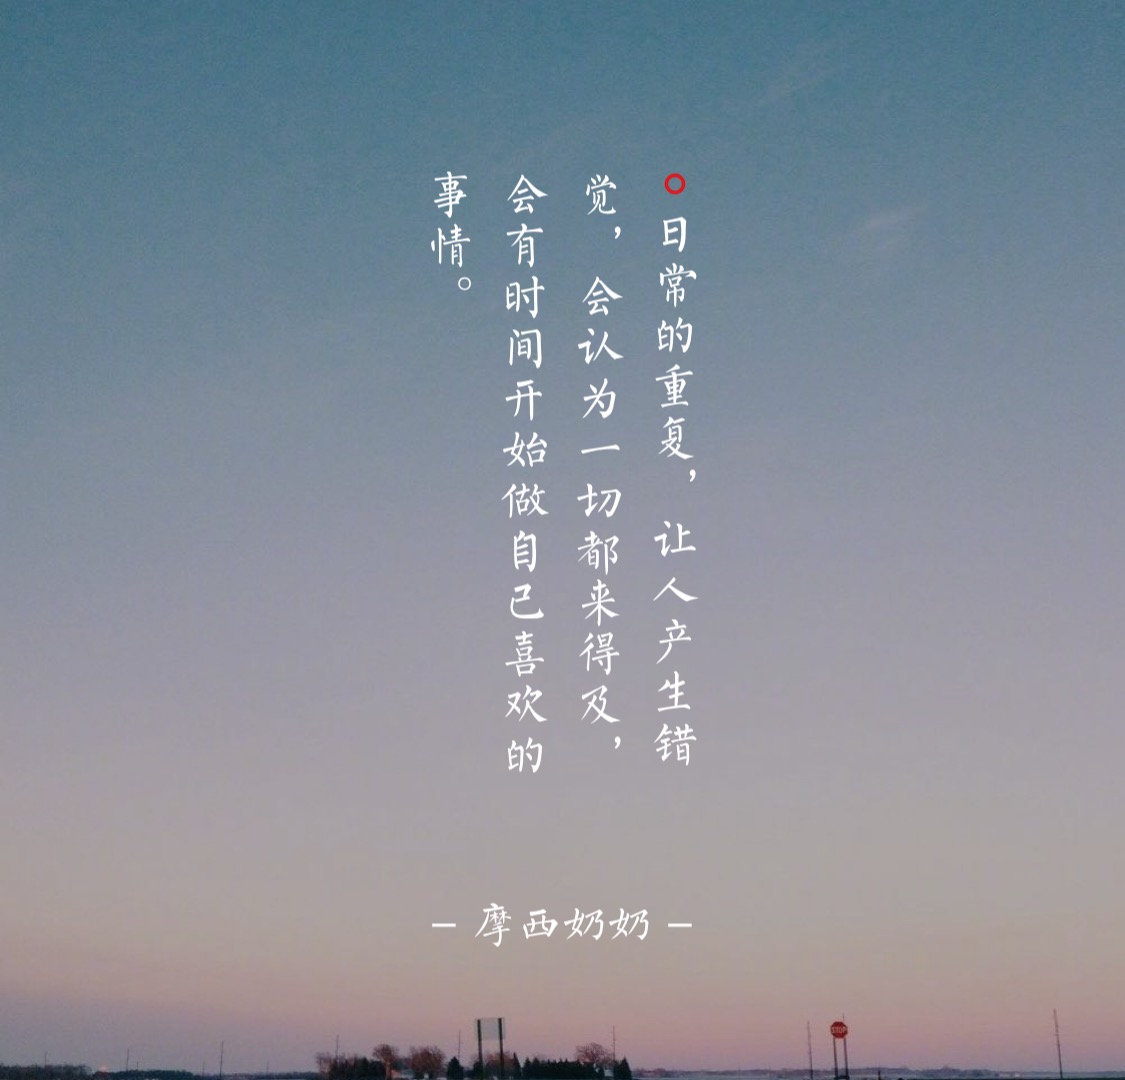 日常的重复，让人产生错
觉，会认为一切都来得及，
会有时间开始做自己喜欢的
事情。
— 摩西奶奶 —
STOP